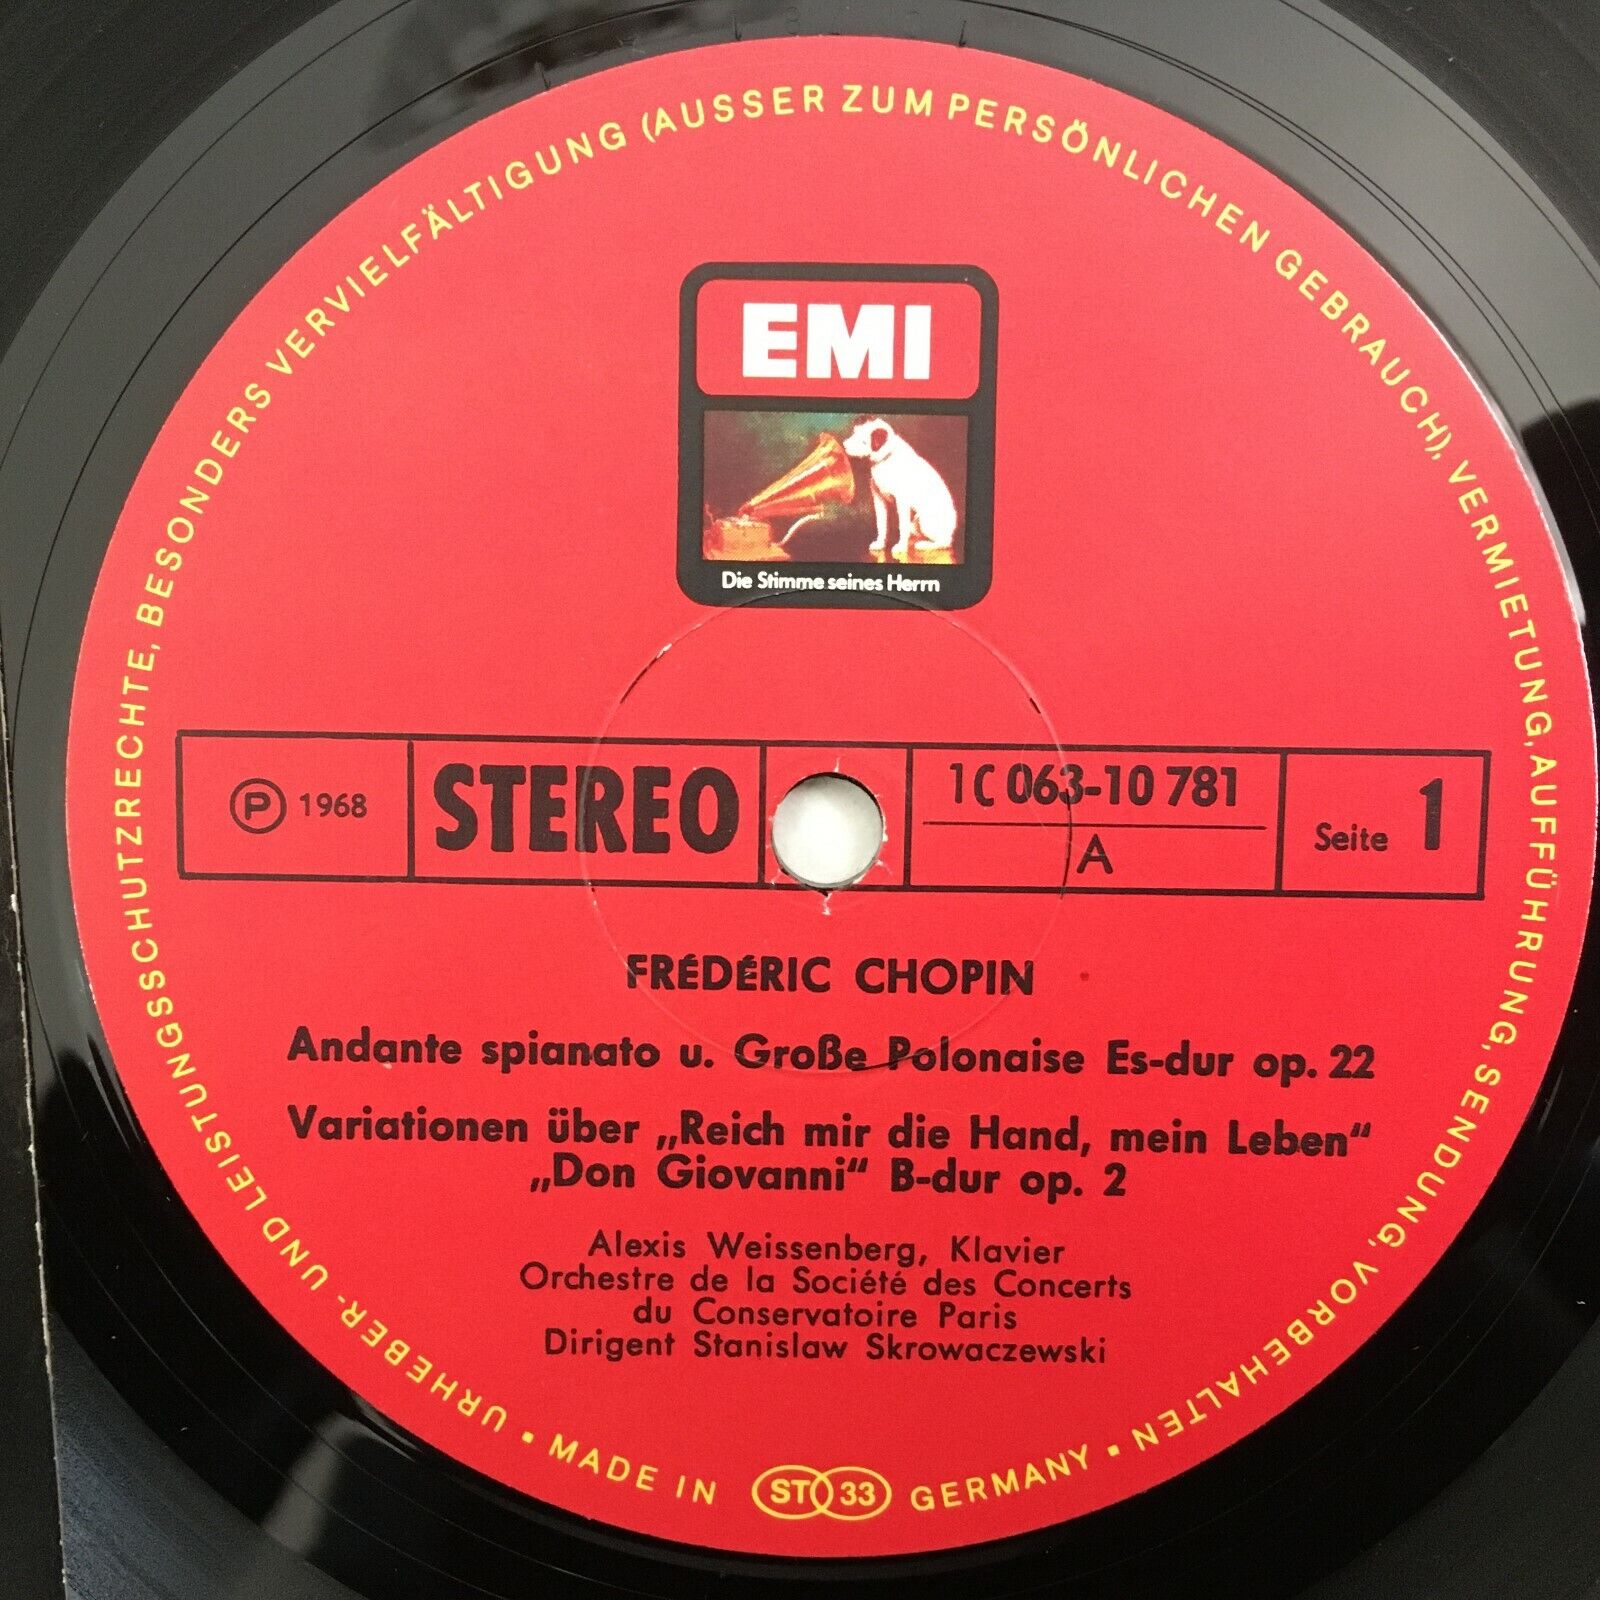 URHEBER- UND LEISTUNGSSCHUTZRECHTE, BESONDERS VERVIELFÄLTIGUNG (AUSSER ZUM PERSÖNLICHEN GEBRAUCH), VERMIETUNG, AUFFÜHRUNG, SENDUNG, VORBEHALTEN
EMI
Die Stimme seines Herrn
Ⓟ 1968
STEREO
1C 063-10 781
A
Seite 1
FRÉDÉRIC CHOPIN
Andante spianato u. Große Polonaise Es-dur op. 22
Variationen über „Reich mir die Hand, mein Leben“
„Don Giovanni“ B-dur op. 2
Alexis Weissenberg, Klavier
Orchestre de la Société des Concerts
du Conservatoire Paris
Dirigent Stanislaw Skrowaczewski
• MADE IN ST 33 GERMANY •